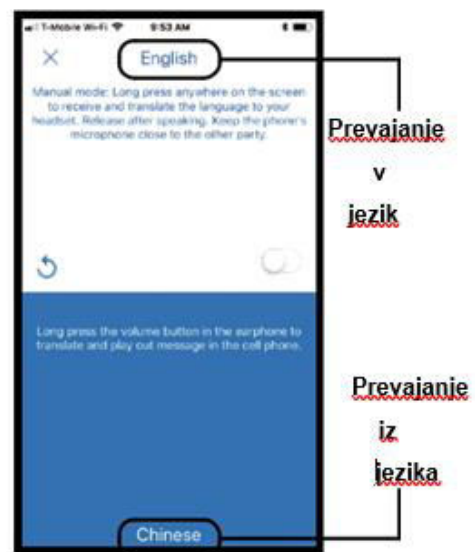 T-Mobile Wi-Fi 9:53 AM
English
Manual mode: Long press anywhere on the screen
to receive and translate the language to your
headset. Release after speaking. Keep the phone's
microphone close to the other party.
Prevajanje
v
jezik
Long press the volume button in the earphone to
translate and play out message in the cell phone.
Prevajanje
iz
jezika
Chinese